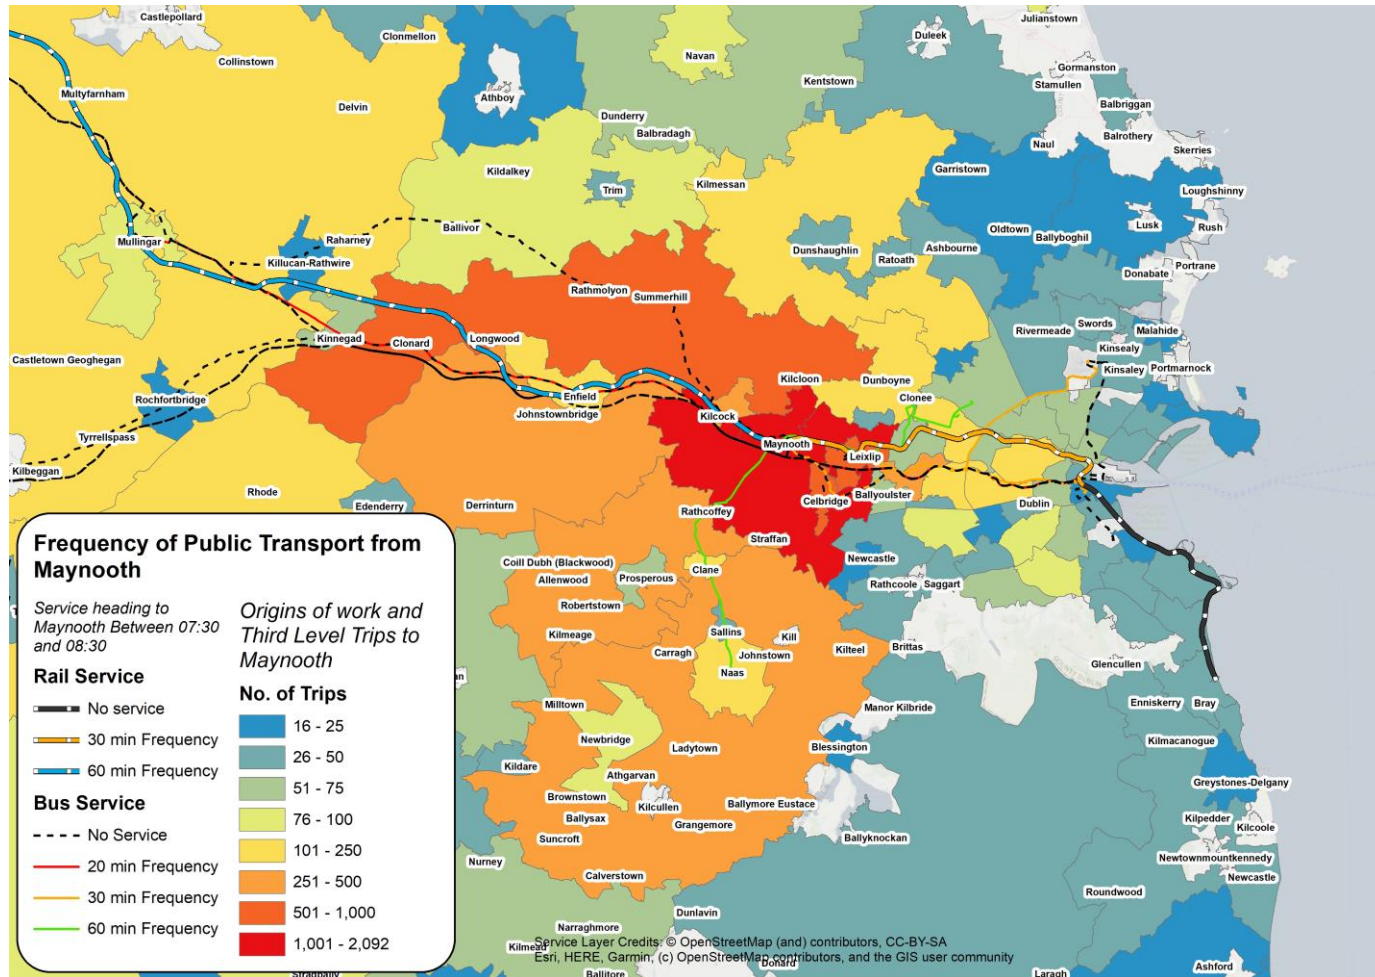 Castlepollard
Julianstown
Clonmellon
Duleek
Collinstown
Navan
Gormanston
Kentstown
Stamullen
Multyfarnham
Athboy
Delvin
Balbriggan
Dunderry
Balbradagh
Balrothery
Naul
Skerries
Kildalkey
Garristown
Trim
Kilmessan
Loughshinny
Ballivor
Oldtown
Lusk
Rush
Mullingar
Raharney
Ballyboghil
Dunshaughlin
Ashbourne
Ratoath
Killucan-Rathwire
Portrane
Donabate
Rathmolyon
Summerhill
Swords
Rivermeade
Malahide
Kinnegad
Clonard
Longwood
Kinsealy
Castletown Geoghegan
Kinsaley
Portmarnock
Kilcloon
Dunboyne
Rochfortbridge
Enfield
Clonee
Johnstownbridge
Kilcock
Tyrrellspass
Maynooth
Leixlip
Kilbeggan
Rhode
Celbridge
Ballyoulster
Edenderry
Derrinturn
Dublin
Rathcoffey
Straffan
Coill Dubh (Blackwood)
Newcastle
Clane
Allenwood
Prosperous
Rathcoole
Saggart
Robertstown
Sallins
Kilmeage
Kill
Carragh
Johnstown
Kilteel
Brittas
Naas
Glencullen
Milltown
Enniskerry
Bray
Manor Kilbride
Newbridge
Ladytown
Blessington
Kilmacanogue
Kildare
Athgarvan
Greystones-Delgany
Brownstown
Kilcullen
Ballymore Eustace
Ballysax
Grangemore
Kilpedder
Kilcoole
Suncroft
Ballyknockan
Nurney
Newtownmountkennedy
Calverstown
Newcastle
Roundwood
Dunlavin
Narraghmore
Kilmead
Donard
Ashford
Ballitore
Laragh
Stradbally
Frequency of Public Transport from
Maynooth
Service heading to
Maynooth Between 07:30
and 08:30
Rail Service
No service
30 min Frequency
60 min Frequency
Bus Service
No Service
20 min Frequency
30 min Frequency
60 min Frequency
Origins of work and
Third Level Trips to
Maynooth
No. of Trips
16 - 25
26 - 50
51 - 75
76 - 100
101 - 250
251 - 500
501 - 1,000
1,001 - 2,092
Service Layer Credits: © OpenStreetMap (and) contributors, CC-BY-SA
Esri, HERE, Garmin, (c) OpenStreetMap contributors, and the GIS user community